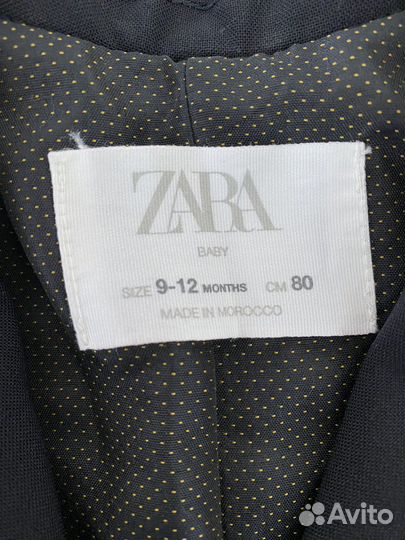 ZARA
BABY
SIZE 9-12 MONTHS CM 80
MADE IN MOROCCO
Avito